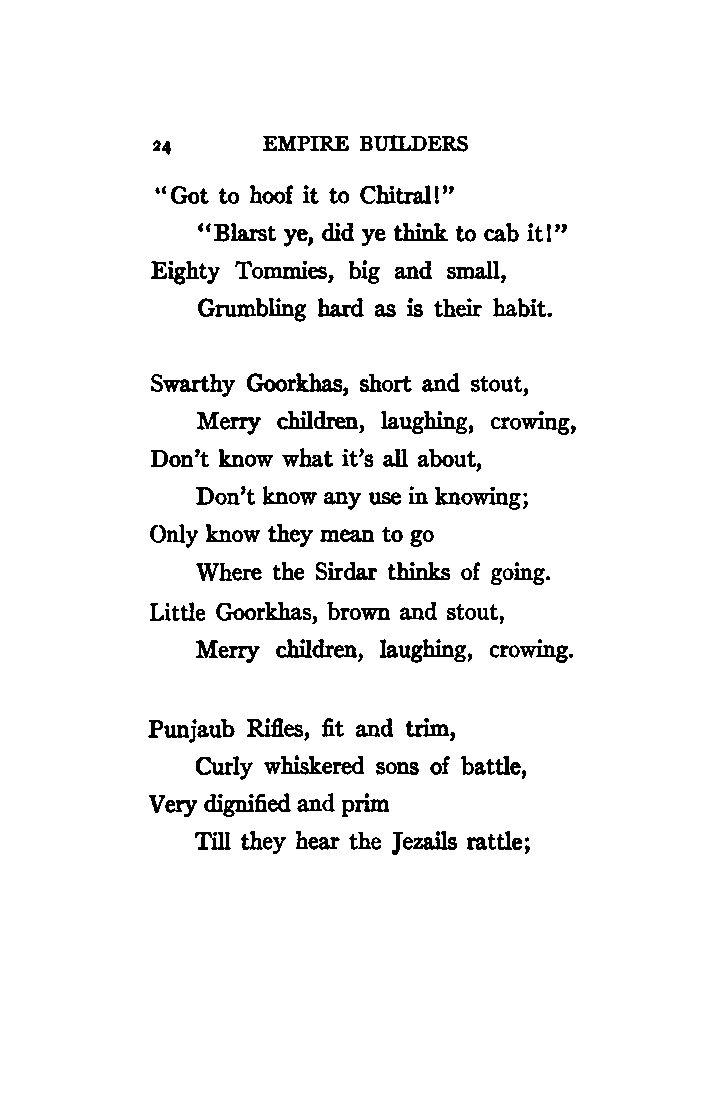 24 EMPIRE BUILDERS
"Got to hoof it to Chitral!"
"Blarst ye, did ye think to cab it!"
Eighty Tommies, big and small,
Grumbling hard as is their habit.
Swarthy Goorkhas, short and stout,
Merry children, laughing, crowing,
Don't know what it's all about,
Don't know any use in knowing;
Only know they mean to go
Where the Sirdar thinks of going.
Little Goorkhas, brown and stout,
Merry children, laughing, crowing.
Punjaub Rifles, fit and trim,
Curly whiskered sons of battle,
Very dignified and prim
Till they hear the Jezails rattle;